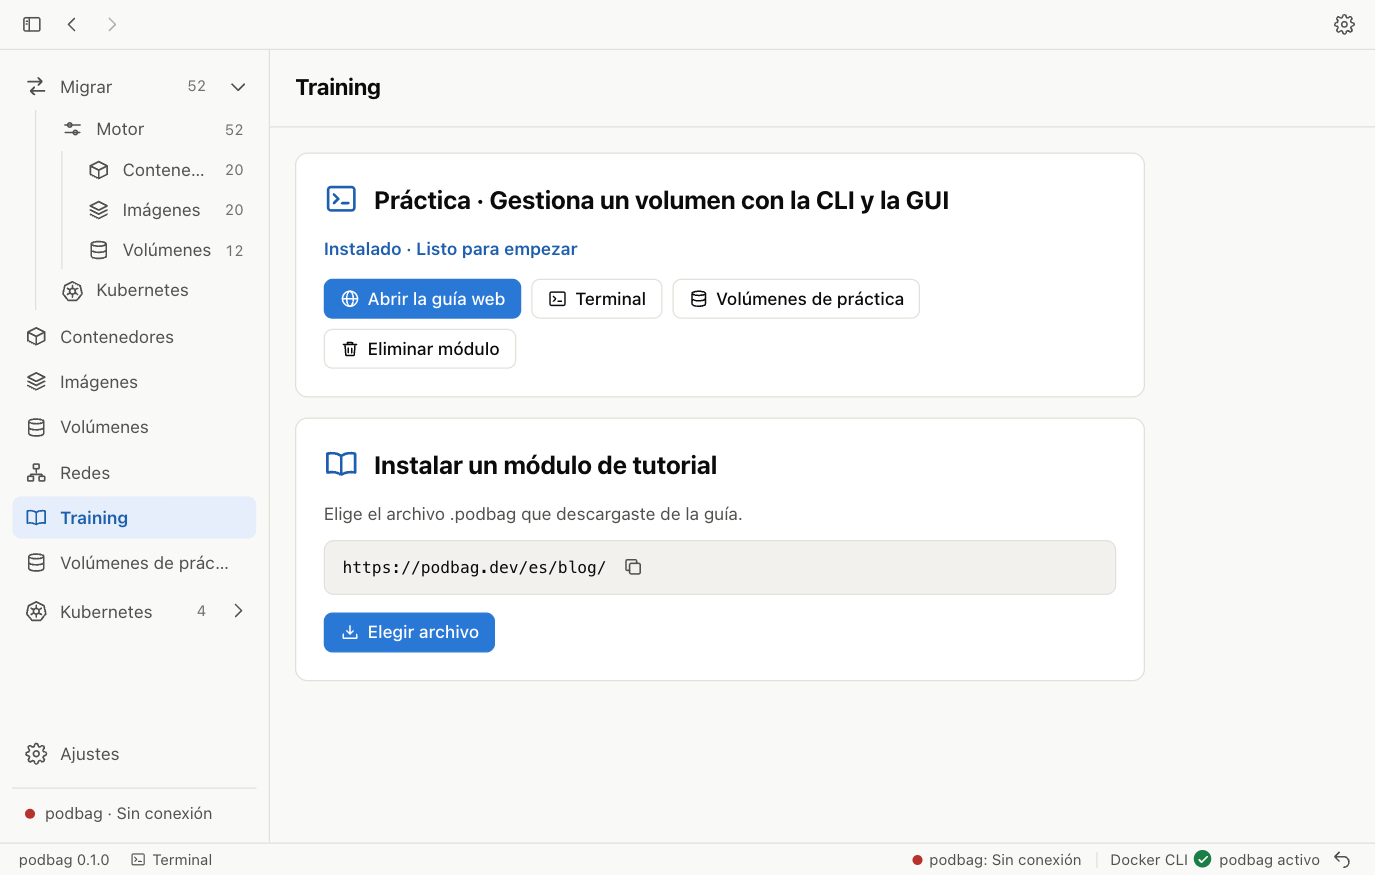 Migrar 52
Motor 52
Contene... 20
Imágenes 20
Volúmenes 12
Kubernetes
Contenedores
Imágenes
Volúmenes
Redes
Training
Volúmenes de prác...
Kubernetes 4
Ajustes
podbag · Sin conexión
Training
Práctica · Gestiona un volumen con la CLI y la GUI
Instalado · Listo para empezar
Abrir la guía web
Terminal
Volúmenes de práctica
Eliminar módulo
Instalar un módulo de tutorial
Elige el archivo .podbag que descargaste de la guía.
https://podbag.dev/es/blog/
Elegir archivo
podbag 0.1.0
Terminal
podbag: Sin conexión
Docker CLI
podbag activo